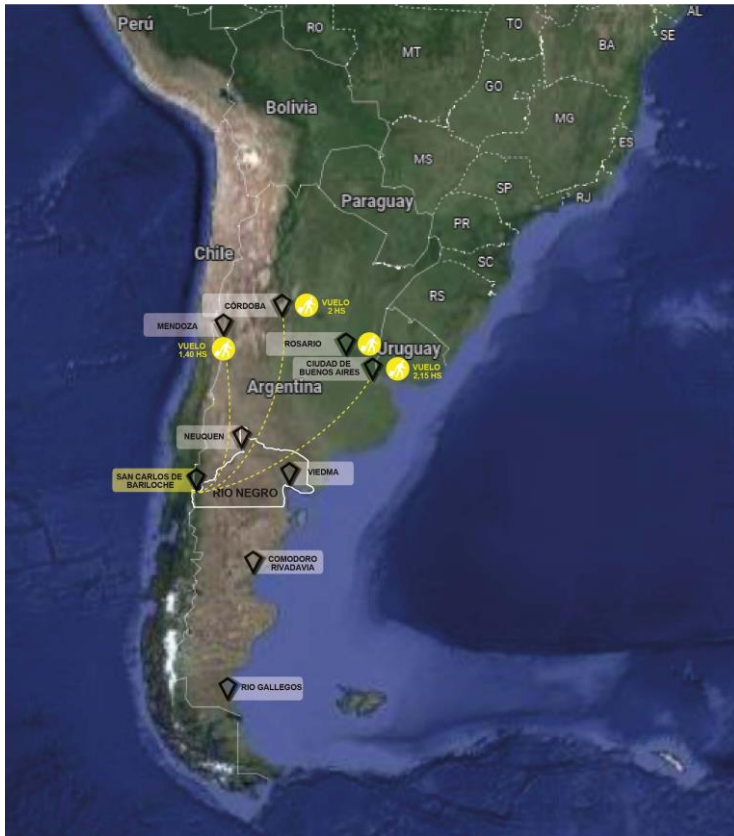 Perú
RO
TO
AL
SE
MT
BA
GO
Bolivia
MG
ES
MS
SP
RJ
Paraguay
PR
SC
Chile
RS
CÓRDOBA
VUELO
2 HS
MENDOZA
VUELO
1,40 HS
ROSARIO
Uruguay
CIUDAD DE
BUENOS AIRES
VUELO
2,15 HS
Argentina
NEUQUEN
SAN CARLOS DE
BARILOCHE
VIEDMA
RIO NEGRO
COMODORO
RIVADAVIA
RIO GALLEGOS